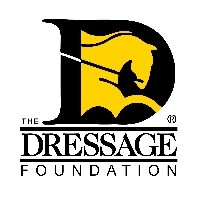 D
THE ®
DRESSAGE
FOUNDATION